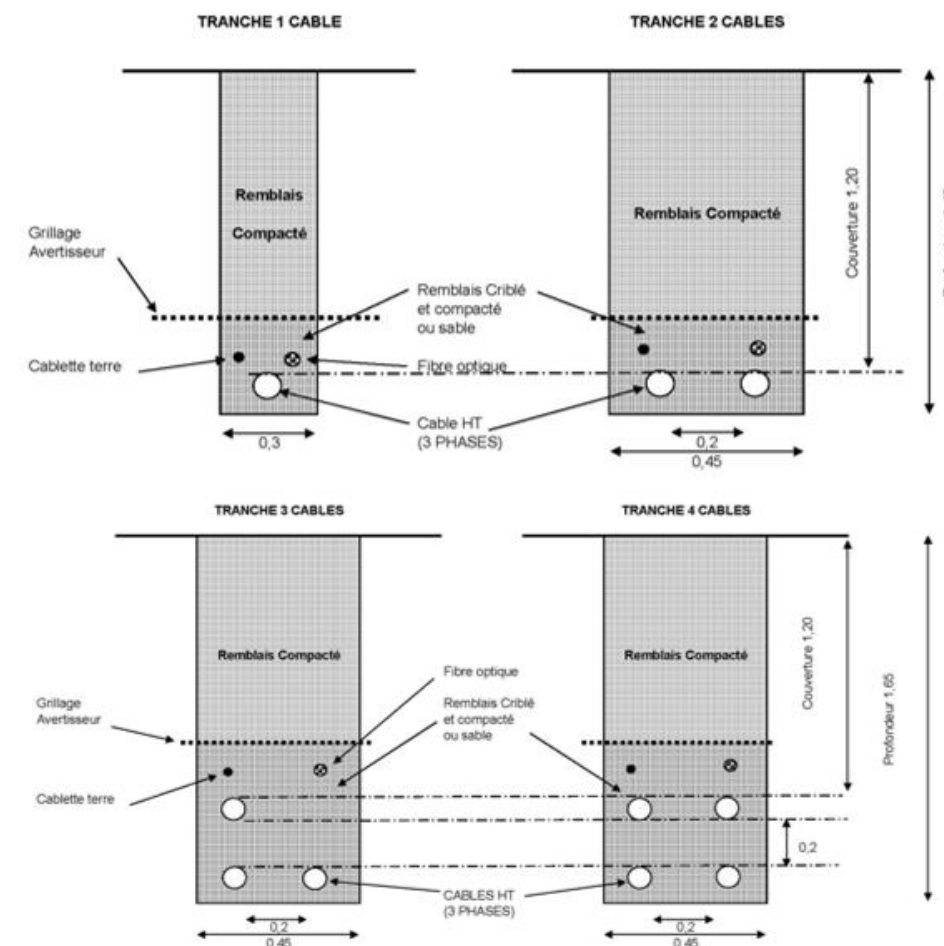 TRANCHE 1 CABLE
TRANCHE 2 CABLES
Remblais
Compacté
Remblais Compacté
Couverture 1,20
Grillage
Avertisseur
Remblais Criblé
et compacté
ou sable
Cablette terre
Fibre optique
Cable HT
(3 PHASES)
0,3
0,2
0,45
TRANCHE 3 CABLES
TRANCHE 4 CABLES
Remblais Compacté
Remblais Compacté
Couverture 1,20
Profondeur 1,65
Fibre optique
Grillage
Avertisseur
Remblais Criblé
et compacté
ou sable
Cablette terre
0,2
CABLES HT
(3 PHASES)
0,2
0,45
0,2
0,45